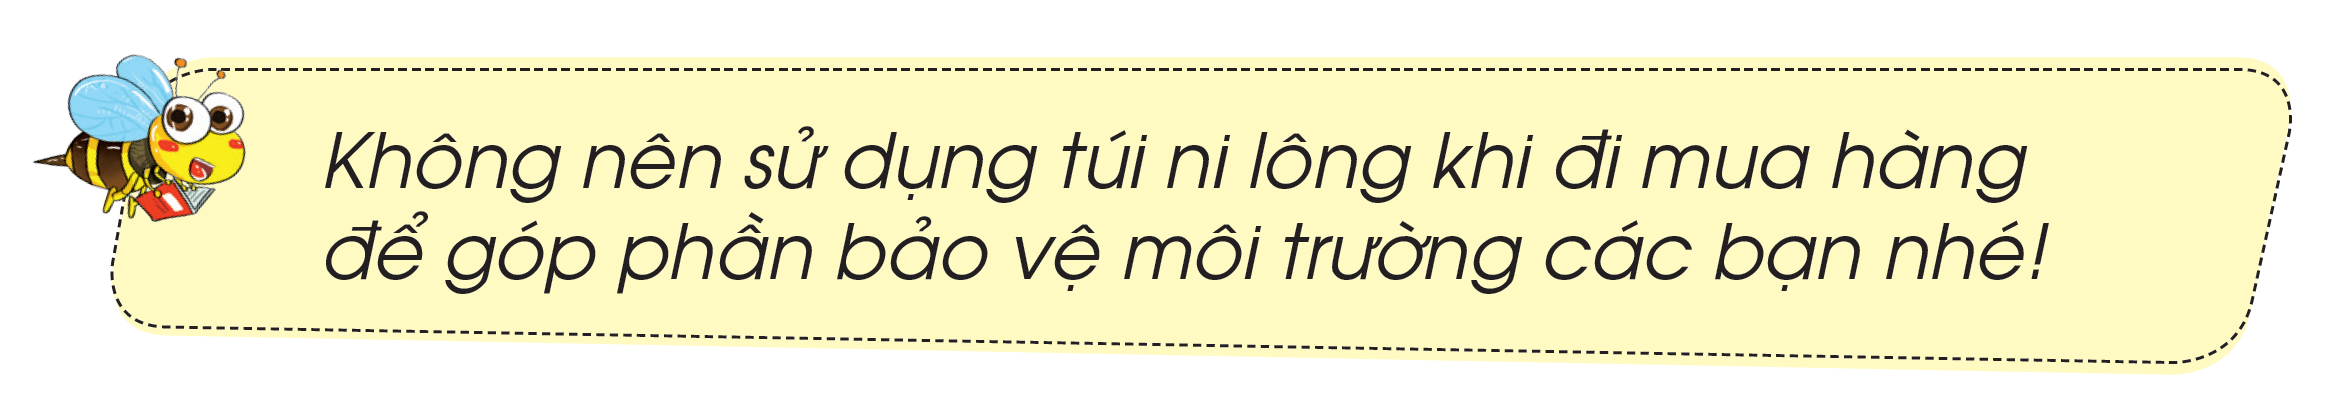 Không nên sử dụng túi ni lông khi đi mua hàng
để góp phần bảo vệ môi trường các bạn nhé!